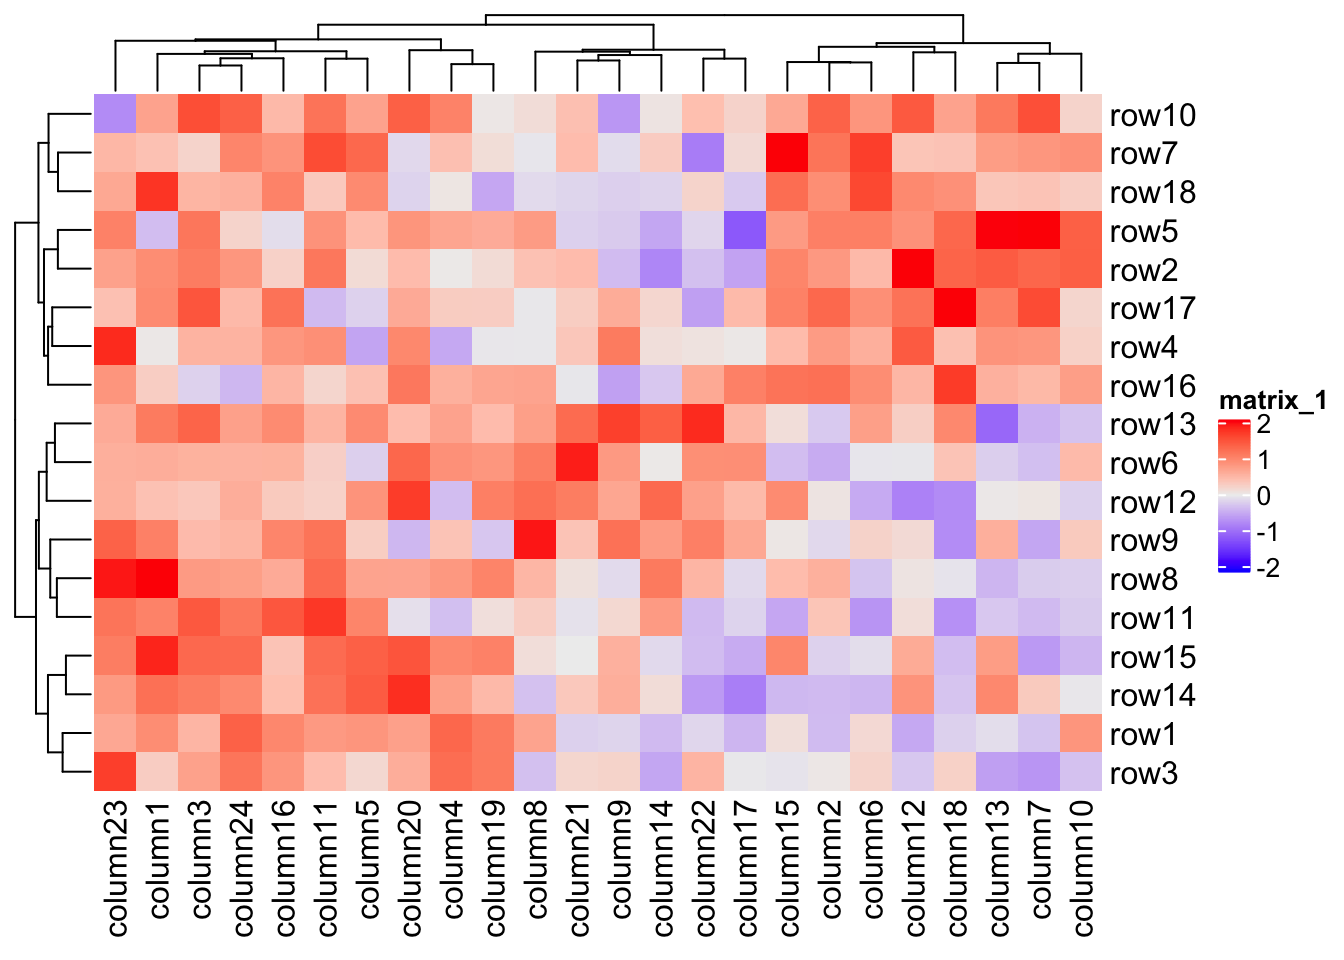 row10
row7
row18
row5
row2
row17
row4
row16
row13
row6
row12
row9
row8
row11
row15
row14
row1
row3
matrix_1
2
1
0
-1
-2
column23
column1
column3
column24
column16
column11
column5
column20
column4
column19
column8
column21
column9
column14
column22
column17
column15
column2
column6
column12
column18
column13
column7
column10